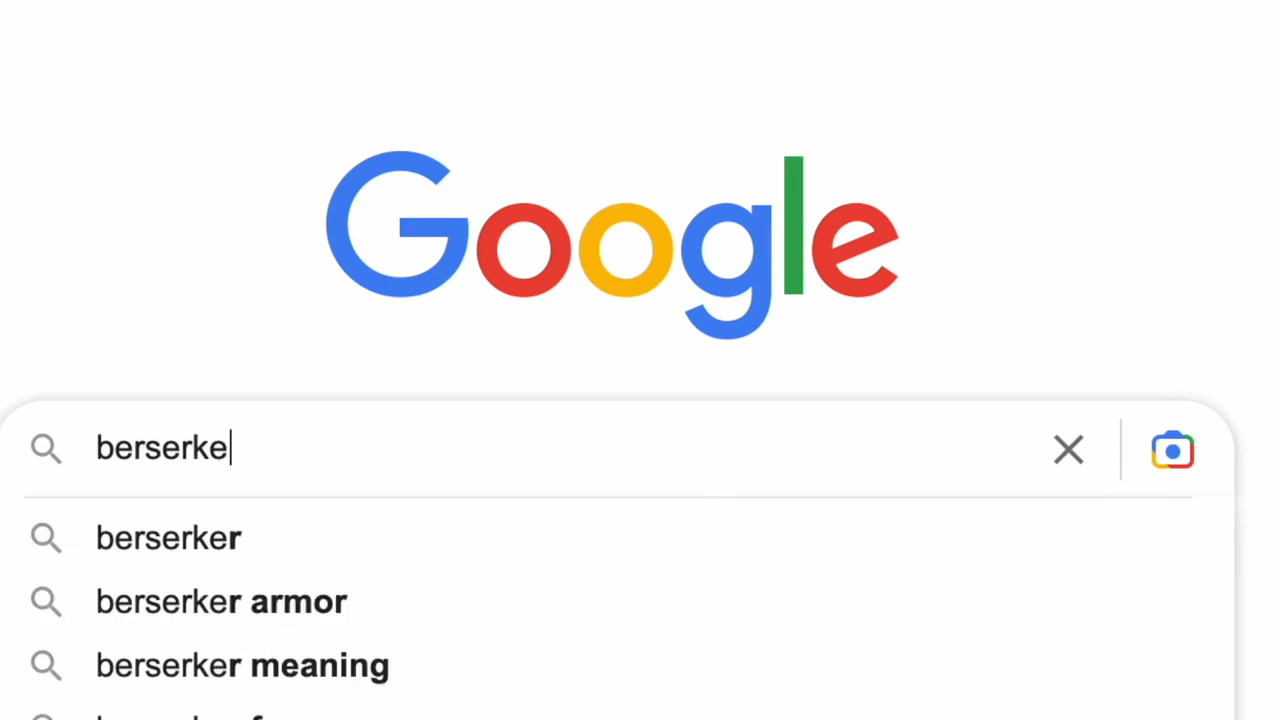 Google
berserke
berserker
berserker armor
berserker meaning